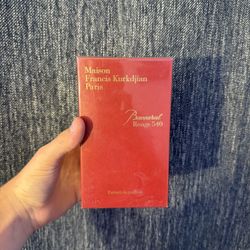 Maison
Francis Kurkdjian
Paris
Baccarat
Rouge 540
Extrait de parfum